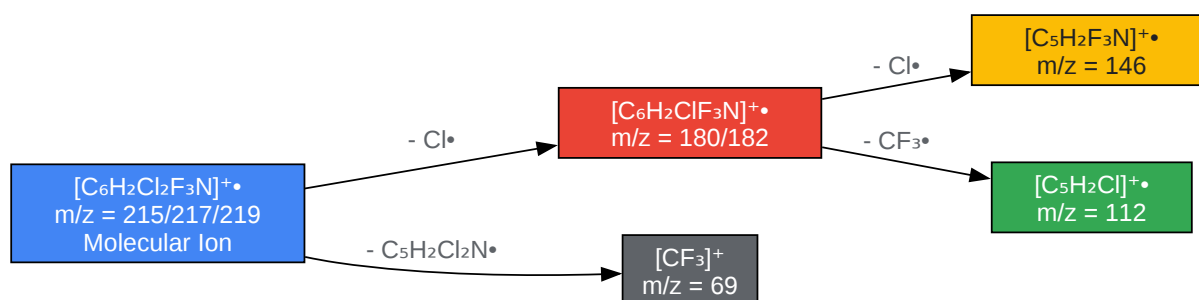 [C₅H₂F₃N]⁺•
m/z = 146
- Cl•
[C₆H₂ClF₃N]⁺•
m/z = 180/182
- Cl•
- CF₃•
[C₆H₂Cl₂F₃N]⁺•
m/z = 215/217/219
Molecular Ion
[C₅H₂Cl]⁺•
m/z = 112
- C₅H₂Cl₂N•
[CF₃]⁺
m/z = 69